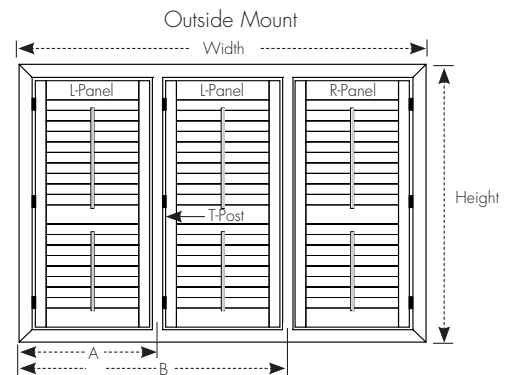 Outside Mount
Width
L-Panel L-Panel R-Panel
Height
T-Post
A
B